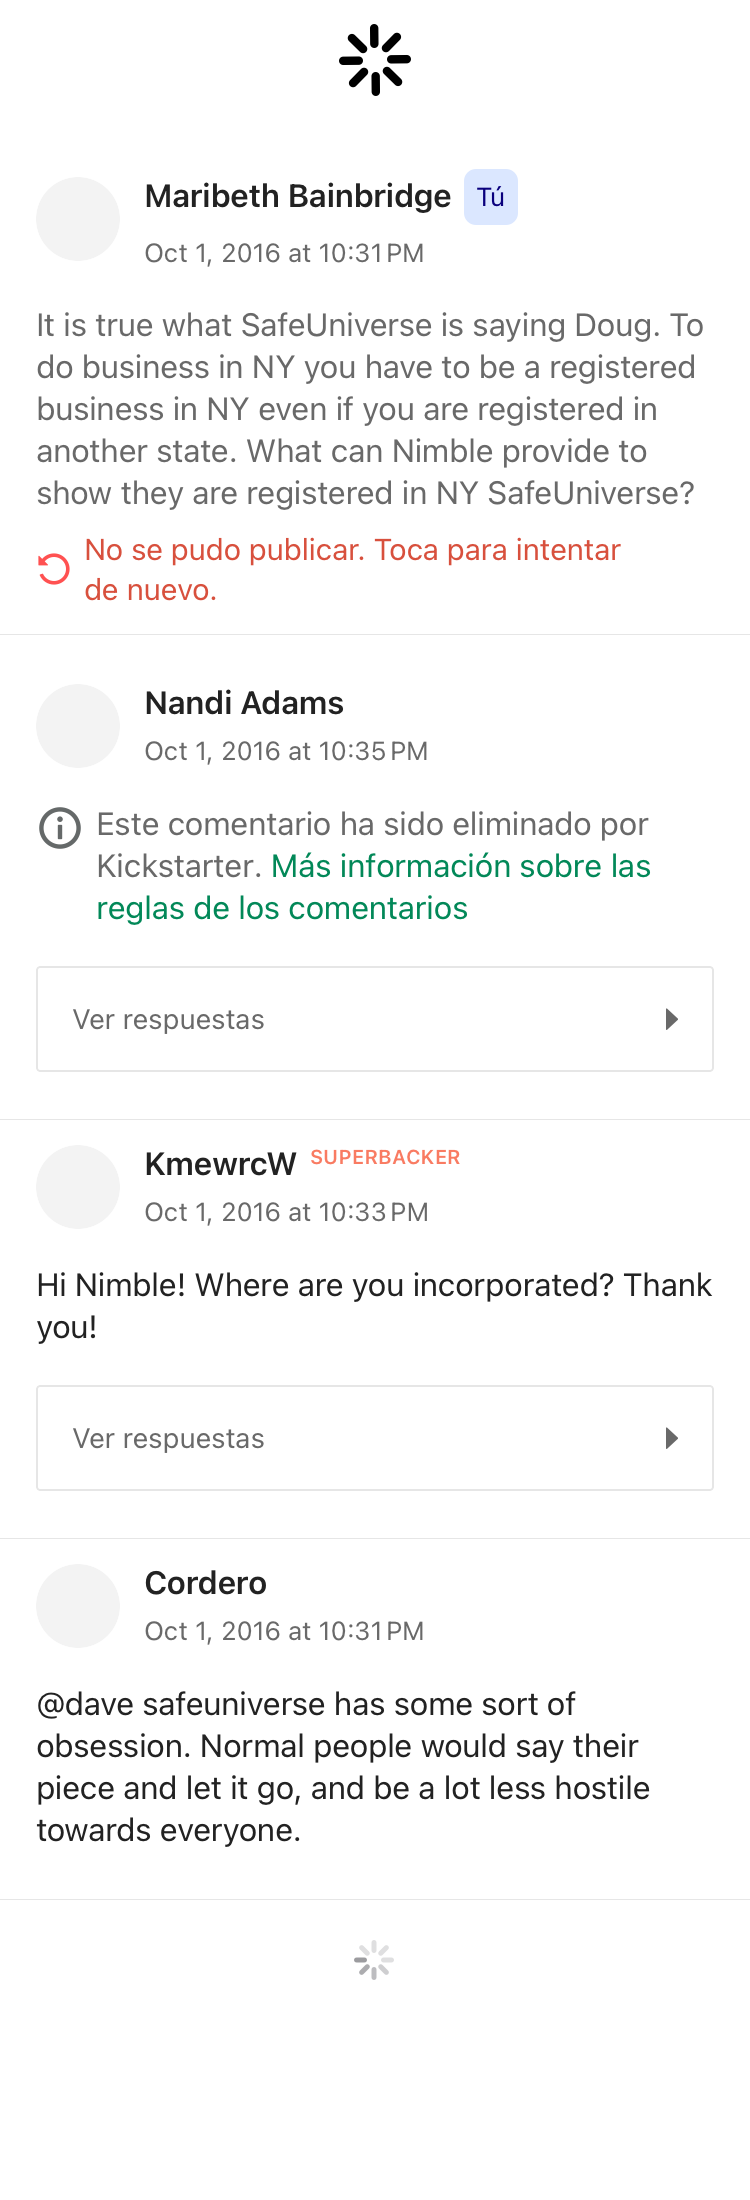 Maribeth Bainbridge Tú
Oct 1, 2016 at 10:31 PM
It is true what SafeUniverse is saying Doug. To
do business in NY you have to be a registered
business in NY even if you are registered in
another state. What can Nimble provide to
show they are registered in NY SafeUniverse?
No se pudo publicar. Toca para intentar
de nuevo.
Nandi Adams
Oct 1, 2016 at 10:35 PM
Este comentario ha sido eliminado por
Kickstarter. Más información sobre las
reglas de los comentarios
Ver respuestas
KmewrcW SUPERBACKER
Oct 1, 2016 at 10:33 PM
Hi Nimble! Where are you incorporated? Thank
you!
Ver respuestas
Cordero
Oct 1, 2016 at 10:31 PM
@dave safeuniverse has some sort of
obsession. Normal people would say their
piece and let it go, and be a lot less hostile
towards everyone.